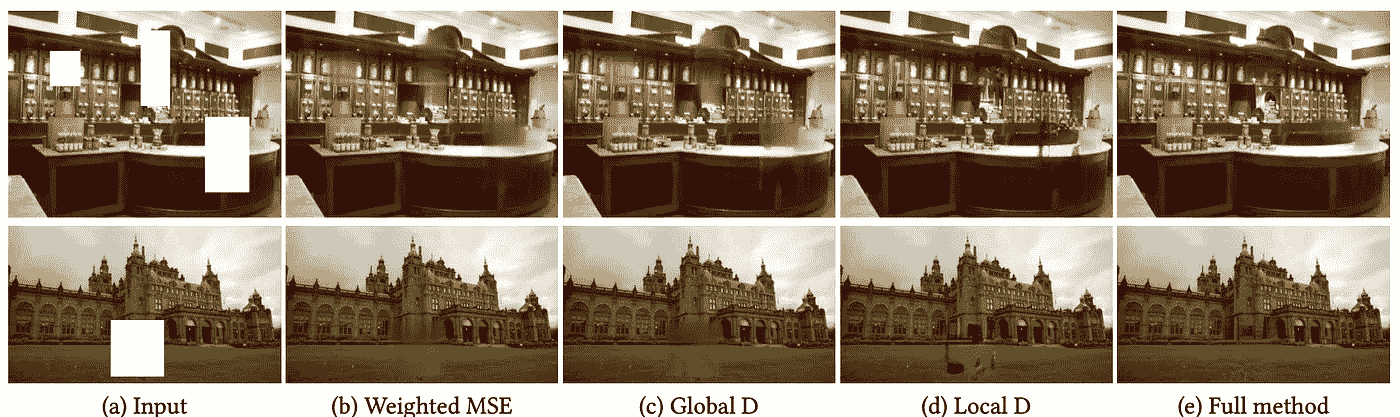 (a) Input
(b) Weighted MSE
(c) Global D
(d) Local D
(e) Full method